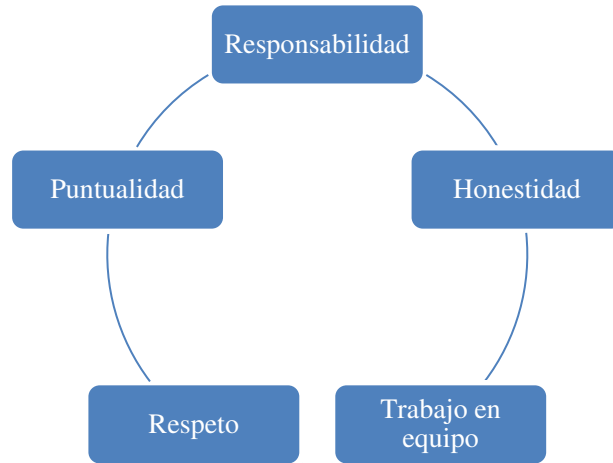 Responsabilidad
Puntualidad
Honestidad
Respeto
Trabajo en
equipo